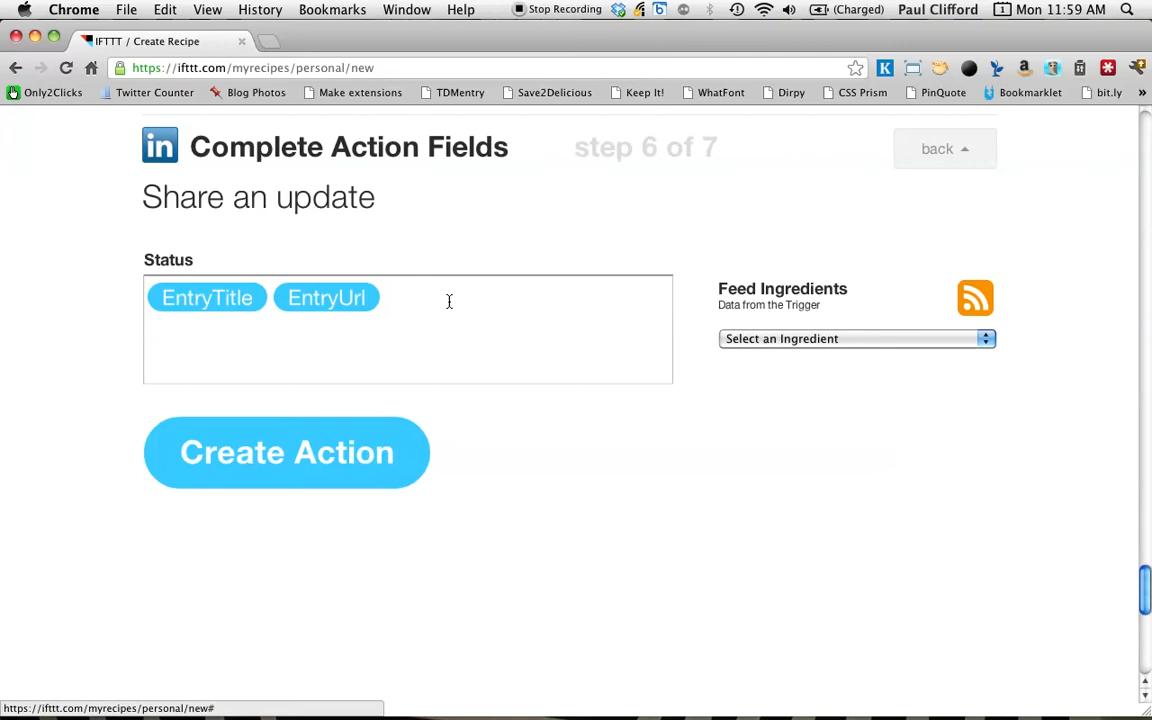 Chrome File Edit View History Bookmarks Window Help Stop Recording (Charged) Paul Clifford 1 Mon 11:59 AM
IFTTT / Create Recipe
https://ifttt.com/myrecipes/personal/new
Only2Clicks Twitter Counter Blog Photos Make extensions TDMentry Save2Delicious Keep It! WhatFont Dirpy CSS Prism PinQuote Bookmarklet bit.ly »
in Complete Action Fields step 6 of 7 back
Share an update
Status
EntryTitle EntryUrl
Feed Ingredients
Data from the Trigger
Select an Ingredient
Create Action
https://ifttt.com/myrecipes/personal/new#